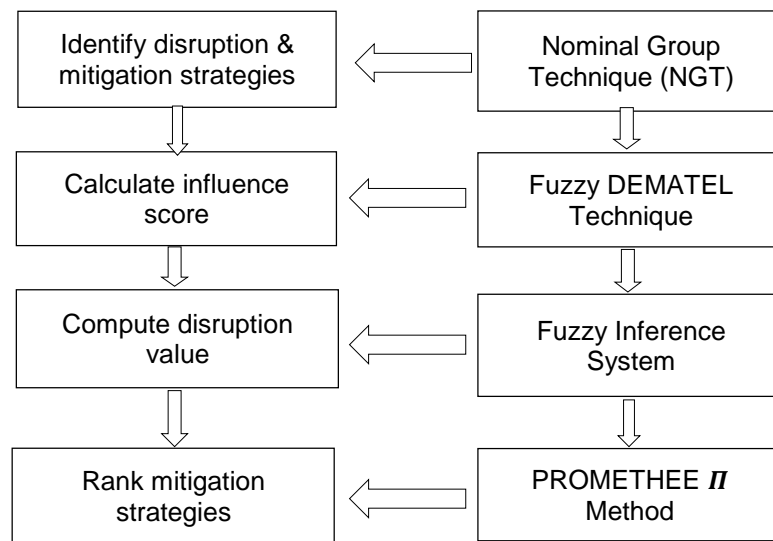 Identify disruption &
mitigation strategies
Nominal Group
Technique (NGT)
Calculate influence
score
Fuzzy DEMATEL
Technique
Compute disruption
value
Fuzzy Inference
System
Rank mitigation
strategies
PROMETHEE Π
Method